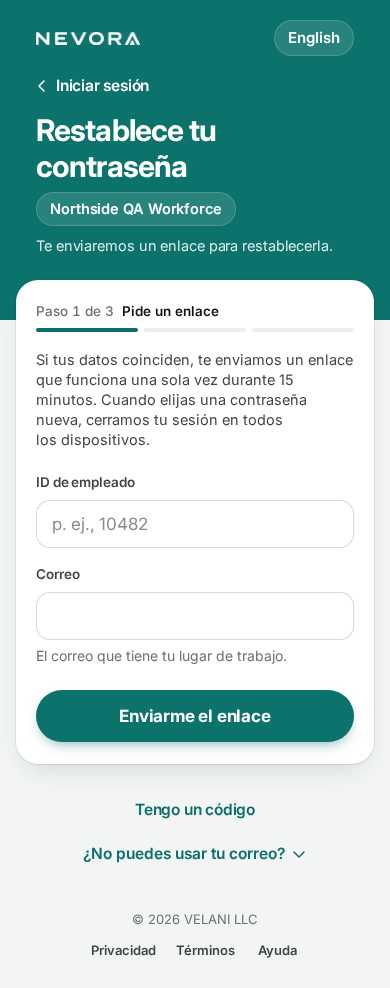 NEVORA
English
Iniciar sesión
Restablece tu
contraseña
Northside QA Workforce
Te enviaremos un enlace para restablecerla.
Paso 1 de 3 Pide un enlace
Si tus datos coinciden, te enviamos un enlace
que funciona una sola vez durante 15
minutos. Cuando elijas una contraseña
nueva, cerramos tu sesión en todos
los dispositivos.
ID de empleado
p. ej., 10482
Correo
El correo que tiene tu lugar de trabajo.
Enviarme el enlace
Tengo un código
¿No puedes usar tu correo?
© 2026 VELANI LLC
Privacidad Términos Ayuda